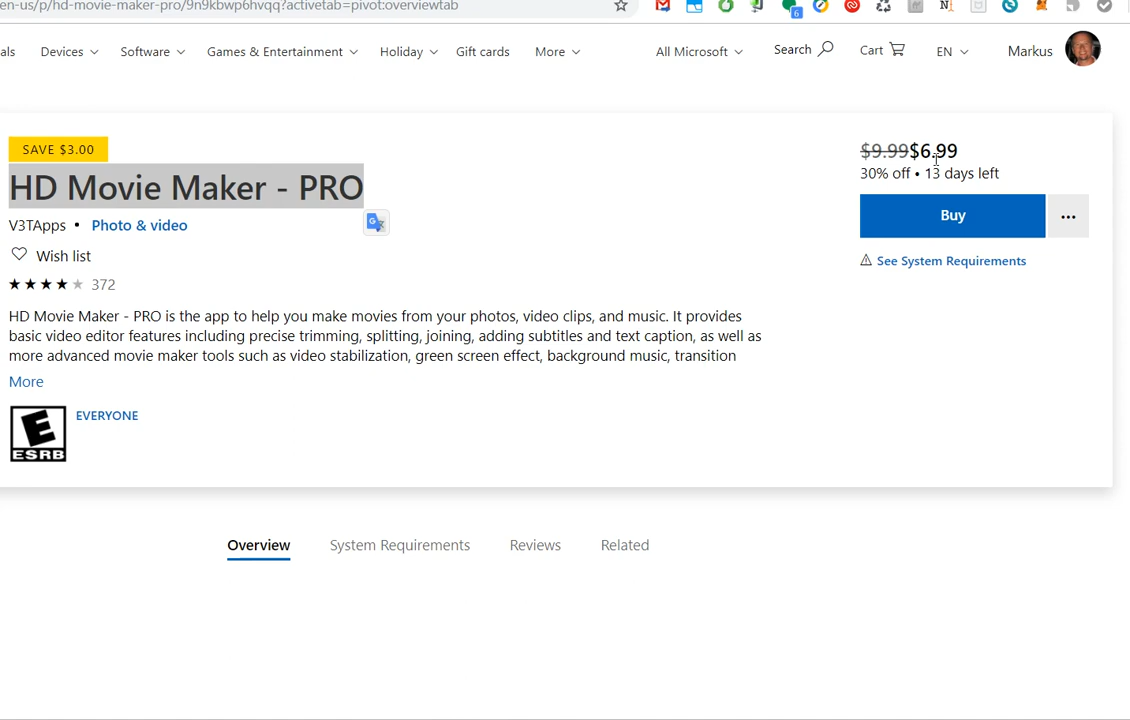 en-us/p/hd-movie-maker-pro/9n9kbwp6hvqq?activetab=pivot:overviewtab
6
als Devices Software Games & Entertainment Holiday Gift cards More All Microsoft Search Cart EN Markus
SAVE $3.00
HD Movie Maker - PRO
V3TApps • Photo & video
Wish list
372
HD Movie Maker - PRO is the app to help you make movies from your photos, video clips, and music. It provides
basic video editor features including precise trimming, splitting, joining, adding subtitles and text caption, as well as
more advanced movie maker tools such as video stabilization, green screen effect, background music, transition
More
E
ESRB
EVERYONE
$9.99$6.99
30% off • 13 days left
Buy
...
See System Requirements
Overview System Requirements Reviews Related